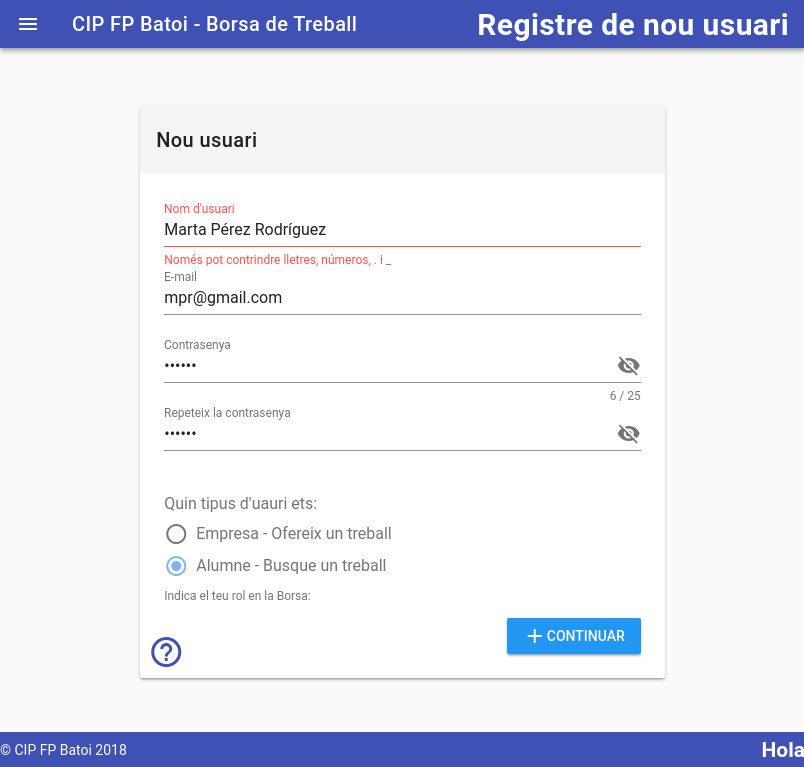 CIP FP Batoi - Borsa de Treball
Registre de nou usuari
Nou usuari
Nom d'usuari
Marta Pérez Rodríguez
Només pot contrindre lletres, números, . i _
E-mail
mpr@gmail.com
Contrasenya
••••••
6 / 25
Repeteix la contrasenya
••••••
Quin tipus d'uauri ets:
Empresa - Ofereix un treball
Alumne - Busque un treball
Indica el teu rol en la Borsa:
CONTINUAR
© CIP FP Batoi 2018
Hola